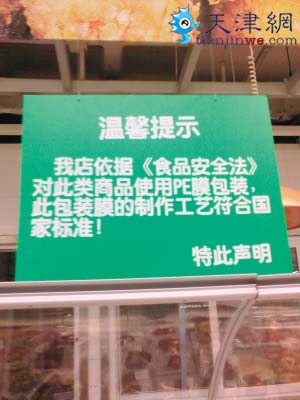 天津網
tianjinwe.com
温馨提示
我店依据《食品安全法》
对此类商品使用PE膜包装，
此包装膜的制作工艺符合国
家标准！
特此声明